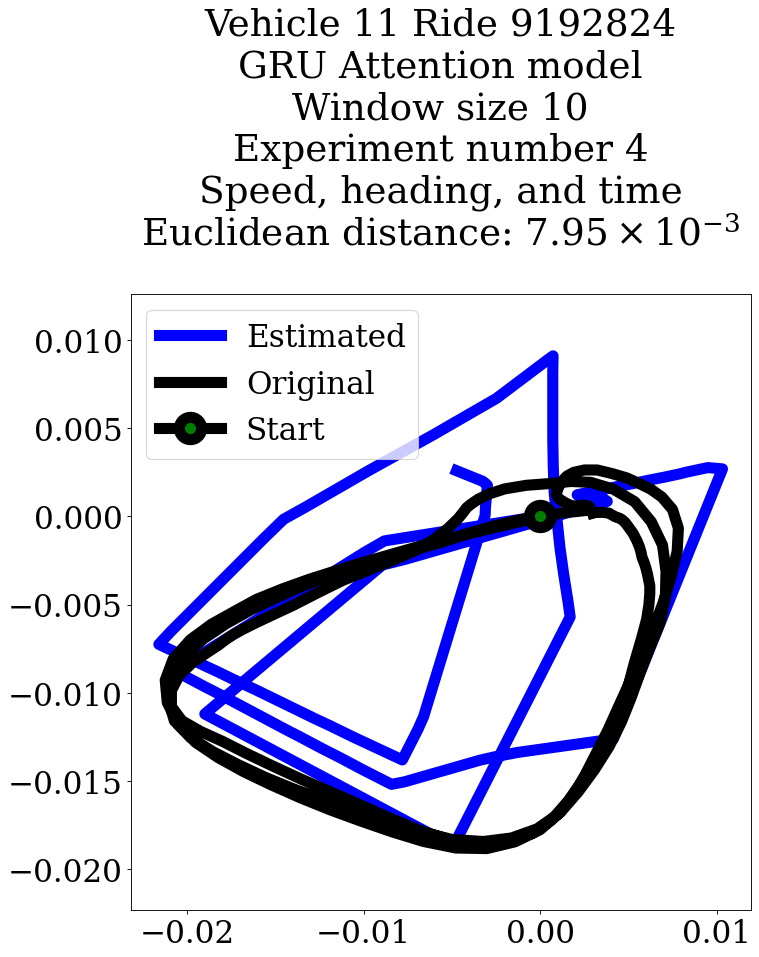 Vehicle 11 Ride 9192824
GRU Attention model
Window size 10
Experiment number 4
Speed, heading, and time
Euclidean distance: 7.95 × 10⁻³
Estimated
Original
Start
0.010
0.005
0.000
−0.005
−0.010
−0.015
−0.020
−0.02 −0.01 0.00 0.01